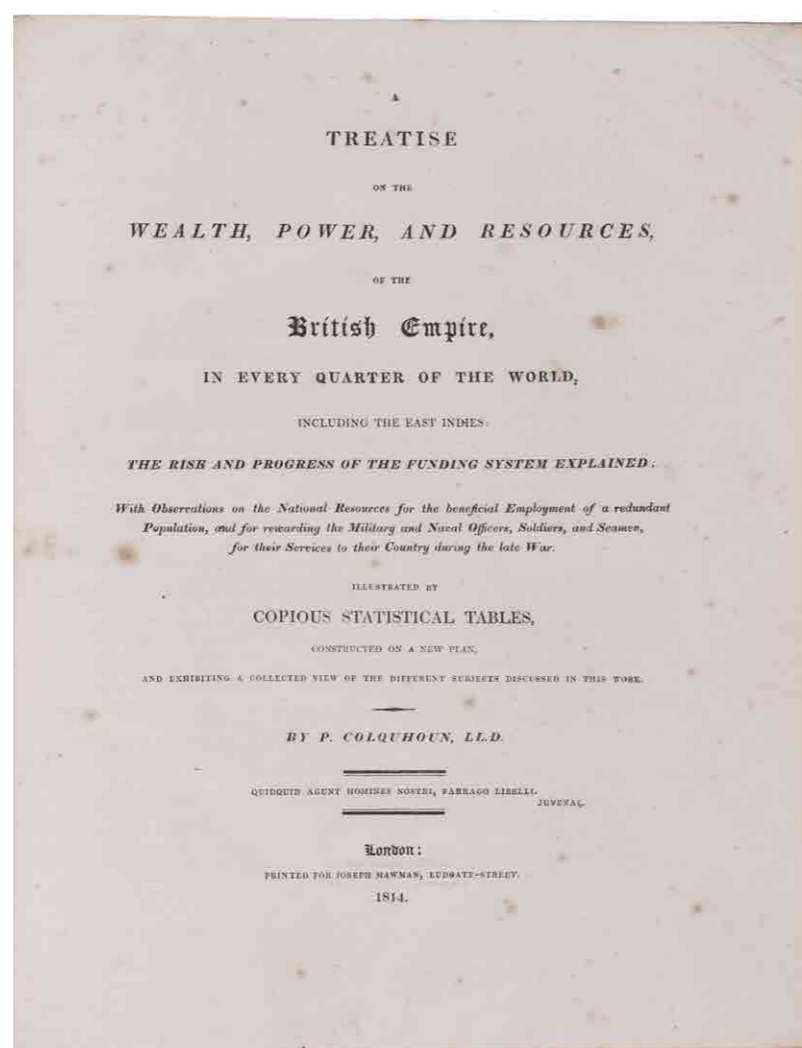 A
TREATISE
ON THE
WEALTH, POWER, AND RESOURCES,
OF THE
British Empire,
IN EVERY QUARTER OF THE WORLD,
INCLUDING THE EAST INDIES:
THE RISE AND PROGRESS OF THE FUNDING SYSTEM EXPLAINED;
With Observations on the National Resources for the beneficial Employment of a redundant
Population, and for rewarding the Military and Naval Officers, Soldiers, and Seamen,
for their Services to their Country during the late War.
ILLUSTRATED BY
COPIOUS STATISTICAL TABLES,
CONSTRUCTED ON A NEW PLAN,
AND EXHIBITING A COLLECTED VIEW OF THE DIFFERENT SUBJECTS DISCUSSED IN THIS WORK.
BY P. COLQUHOUN, LL.D.
QUIDQUID AGUNT HOMINES NOSTRI, FARRAGO LIBELLI.
JUVENAL.
London:
PRINTED FOR JOSEPH MAWMAN, LUDGATE-STREET.
1814.